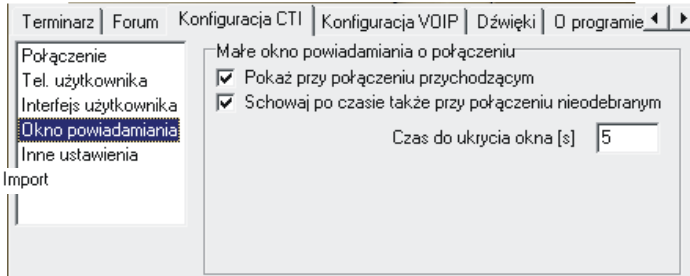 Terminarz Forum Konfiguracja CTI Konfiguracja VOIP Dźwięki O programie
Połączenie
Tel. użytkownika
Interfejs użytkownika
Okno powiadamiania
Inne ustawienia
Import
Małe okno powiadamiania o połączeniu
Pokaż przy połączeniu przychodzącym
Schowaj po czasie także przy połączeniu nieodebranym
Czas do ukrycia okna [s] 5